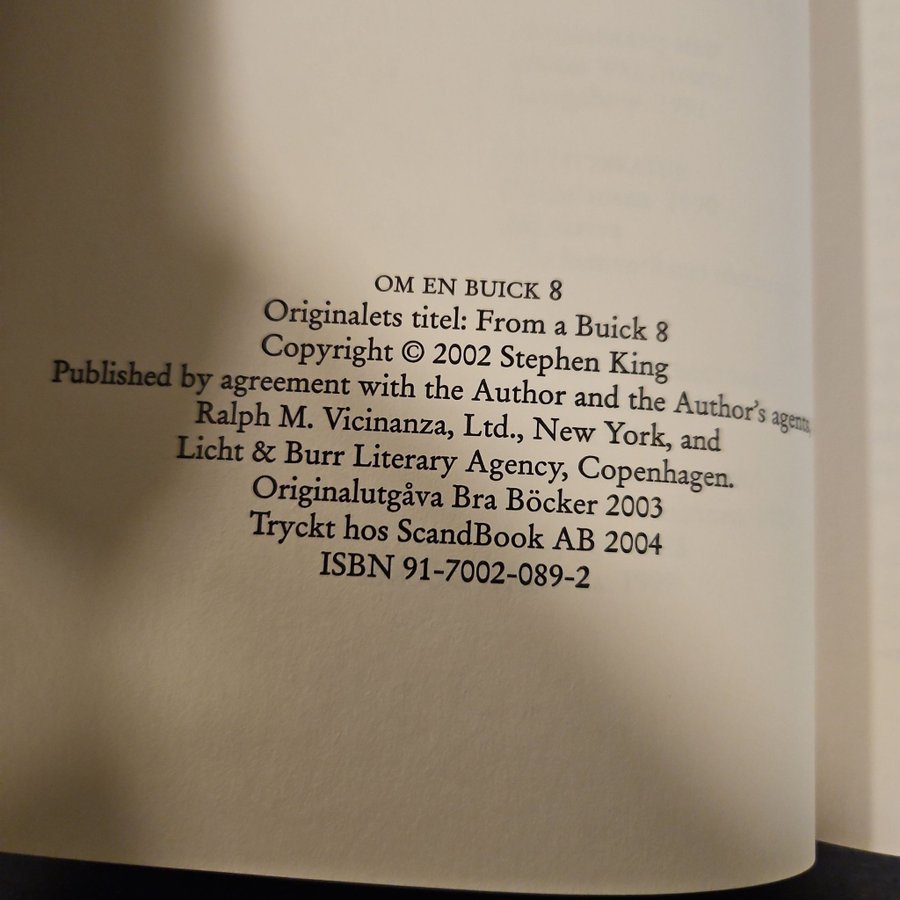 OM EN BUICK 8
Originalets titel: From a Buick 8
Copyright © 2002 Stephen King
Published by agreement with the Author and the Author's agents,
Ralph M. Vicinanza, Ltd., New York, and
Licht & Burr Literary Agency, Copenhagen.
Originalutgåva Bra Böcker 2003
Tryckt hos ScandBook AB 2004
ISBN 91-7002-089-2